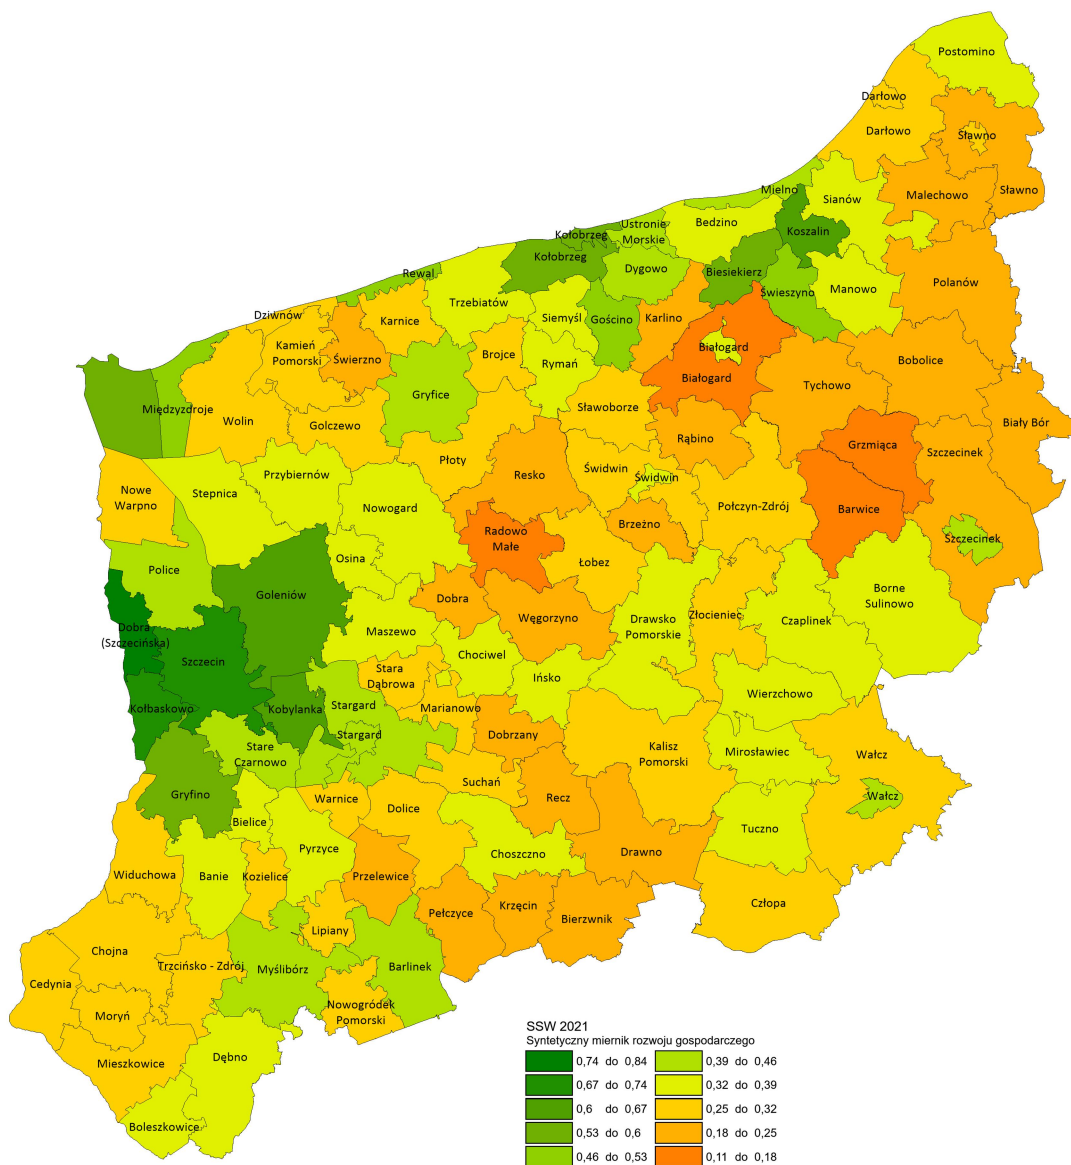 Postomino
Darłowo
Darłowo
Sławno
Sławno
Malechowo
Mielno
Sianów
Ustronie
Morskie
Bedzino
Koszalin
Kołobrzeg
Kołobrzeg
Dygowo
Biesiekierz
Świeszyno
Manowo
Polanów
Rewal
Trzebiatów
Siemyśl
Gościno
Karlino
Dziwnów
Karnice
Kamień
Pomorski
Świerzno
Brojce
Rymań
Białogard
Białogard
Bobolice
Tychowo
Gryfice
Międzyzdroje
Wolin
Golczewo
Sławoborze
Biały Bór
Rąbino
Grzmiąca
Szczecinek
Płoty
Resko
Świdwin
Świdwin
Połczyn-Zdrój
Barwice
Nowe
Warpno
Stepnica
Przybiernów
Nowogard
Radowo
Małe
Brzeżno
Szczecinek
Łobez
Osina
Police
Goleniów
Dobra
Węgorzyno
Drawsko
Pomorskie
Złocieniec
Czaplinek
Borne
Sulinowo
Dobra
(Szczecińska)
Maszewo
Szczecin
Chociwel
Stara
Dąbrowa
Ińsko
Wierzchowo
Kołbaskowo
Kobylanka
Stargard
Marianowo
Stargard
Dobrzany
Stare
Czarnowo
Kalisz
Pomorski
Mirosławiec
Wałcz
Suchań
Gryfino
Warnice
Dolice
Recz
Wałcz
Bielice
Pyrzyce
Tuczno
Choszczno
Drawno
Widuchowa
Banie
Kozielice
Przelewice
Człopa
Pełczyce
Krzęcin
Bierzwnik
Lipiany
Chojna
Trzcińsko - Zdrój
Myślibórz
Barlinek
Cedynia
Moryń
Nowogródek
Pomorski
Mieszkowice
Dębno
Boleszkowice
SSW 2021
Syntetyczny miernik rozwoju gospodarczego
0,74 do 0,84
0,67 do 0,74
0,6 do 0,67
0,53 do 0,6
0,46 do 0,53
0,39 do 0,46
0,32 do 0,39
0,25 do 0,32
0,18 do 0,25
0,11 do 0,18